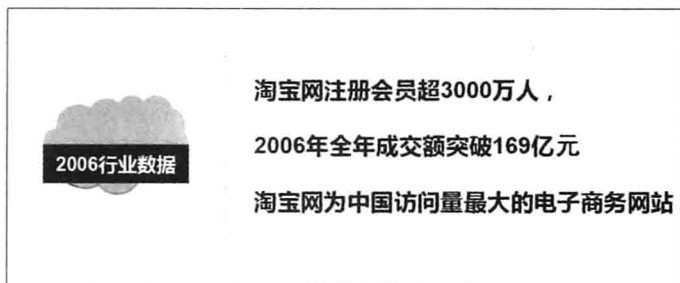 2006行业数据
淘宝网注册会员超3000万人，
2006年全年成交额突破169亿元
淘宝网为中国访问量最大的电子商务网站